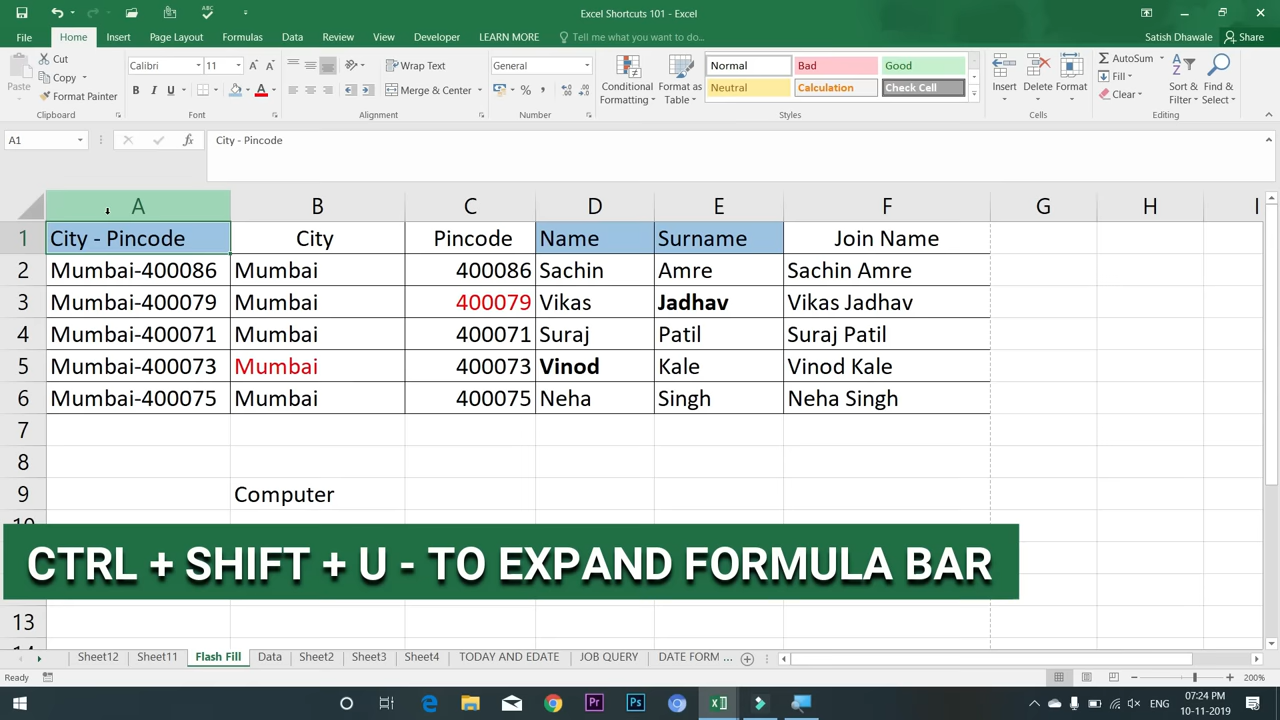 Excel Shortcuts 101 - Excel
File Home Insert Page Layout Formulas Data Review View Developer LEARN MORE Tell me what you want to do... Satish Dhawale Share
Paste
Cut
Copy
Format Painter
Clipboard
Calibri 11
B I U
Font
Wrap Text
Merge & Center
Alignment
General
%
Number
Conditional Formatting
Format as Table
Normal Bad Good
Neutral Calculation Check Cell
Styles
Insert Delete Format
Cells
AutoSum
Fill
Clear
Sort & Filter
Find & Select
Editing
A1 fx City - Pincode
A B C D E F G H I
1 City - Pincode City Pincode Name Surname Join Name
2 Mumbai-400086 Mumbai 400086 Sachin Amre Sachin Amre
3 Mumbai-400079 Mumbai 400079 Vikas Jadhav Vikas Jadhav
4 Mumbai-400071 Mumbai 400071 Suraj Patil Suraj Patil
5 Mumbai-400073 Mumbai 400073 Vinod Kale Vinod Kale
6 Mumbai-400075 Mumbai 400075 Neha Singh Neha Singh
7
8
9 Computer
CTRL + SHIFT + U - TO EXPAND FORMULA BAR
13
Sheet12 Sheet11 Flash Fill Data Sheet2 Sheet3 Sheet4 TODAY AND EDATE JOB QUERY DATE FORM ...
Ready 200%
Pr Ps ENG 07:24 PM
10-11-2019